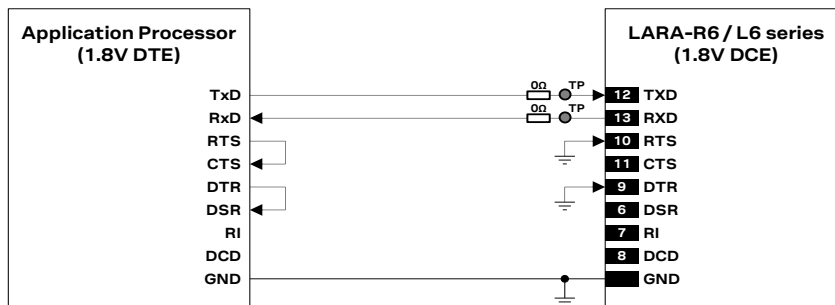 Application Processor
(1.8V DTE)
LARA-R6 / L6 series
(1.8V DCE)
TxD 0Ω TP 12 TXD
RxD 0Ω TP 13 RXD
RTS 10 RTS
CTS 11 CTS
DTR 9 DTR
DSR 6 DSR
RI 7 RI
DCD 8 DCD
GND GND